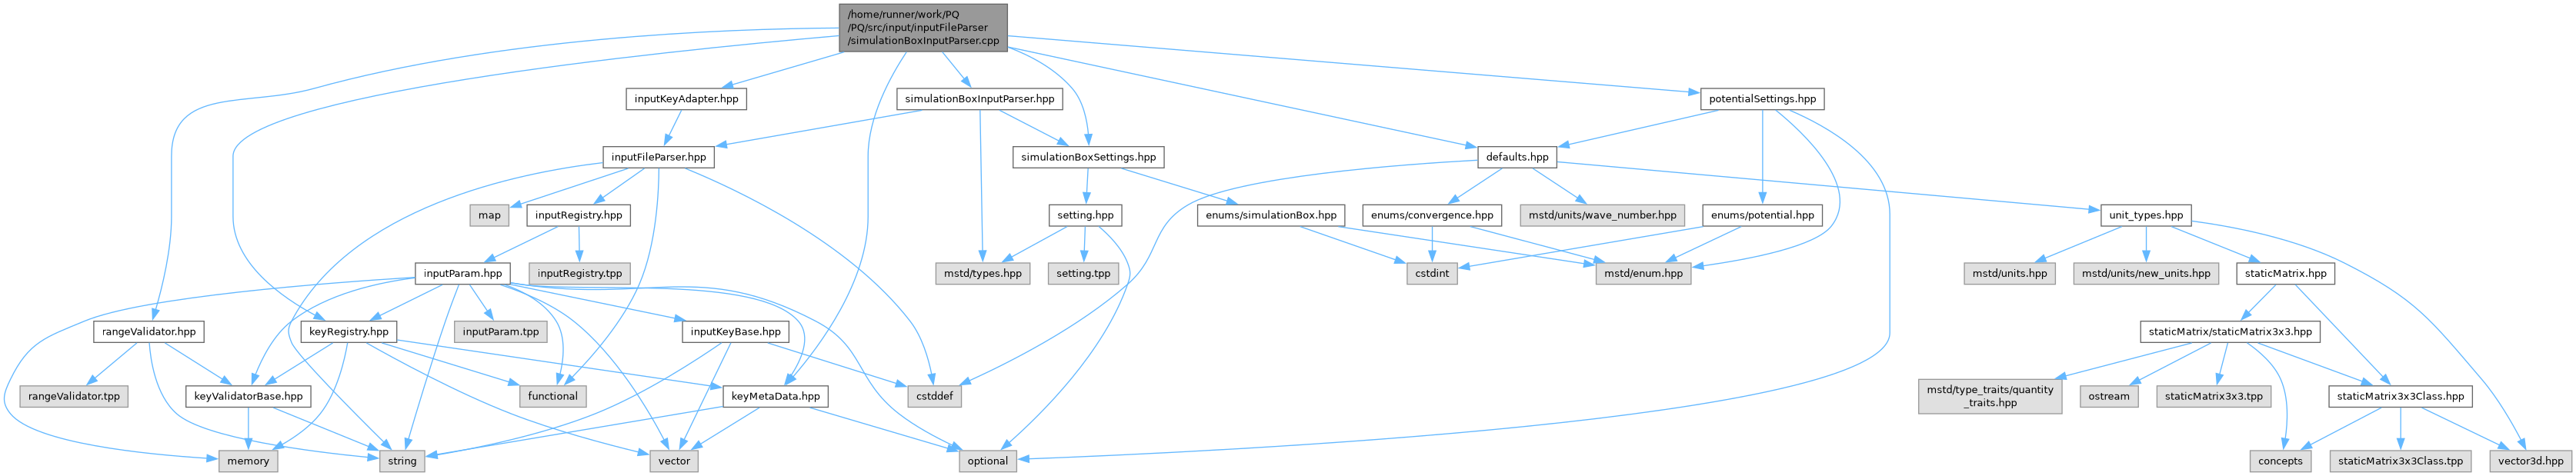 /home/runner/work/PQ
/PQ/src/input/inputFileParser
/simulationBoxInputParser.cpp
inputKeyAdapter.hpp
simulationBoxInputParser.hpp
potentialSettings.hpp
inputFileParser.hpp
simulationBoxSettings.hpp
defaults.hpp
map
inputRegistry.hpp
setting.hpp
enums/simulationBox.hpp
enums/convergence.hpp
mstd/units/wave_number.hpp
enums/potential.hpp
unit_types.hpp
inputParam.hpp
inputRegistry.tpp
mstd/types.hpp
setting.tpp
cstdint
mstd/enum.hpp
mstd/units.hpp
mstd/units/new_units.hpp
staticMatrix.hpp
rangeValidator.hpp
keyRegistry.hpp
inputParam.tpp
inputKeyBase.hpp
staticMatrix/staticMatrix3x3.hpp
rangeValidator.tpp
keyValidatorBase.hpp
functional
keyMetaData.hpp
cstddef
mstd/type_traits/quantity
_traits.hpp
ostream
staticMatrix3x3.tpp
staticMatrix3x3Class.hpp
memory
string
vector
optional
concepts
staticMatrix3x3Class.tpp
vector3d.hpp